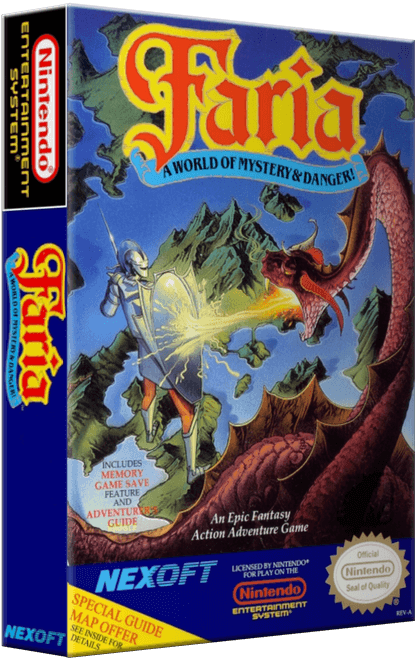 Nintendo®
ENTERTAINMENT
SYSTEM®
Faria
A WORLD OF MYSTERY & DANGER!
NEXOFT
Faria
A WORLD OF MYSTERY & DANGER!
INCLUDES
MEMORY
GAME SAVE
FEATURE
AND
ADVENTURER'S
GUIDE
An Epic Fantasy
Action Adventure Game
NEXOFT
LICENSED BY NINTENDO®
FOR PLAY ON THE
Nintendo
ENTERTAINMENT
SYSTEM®
Official
Nintendo
Seal of Quality
REV-A
SPECIAL GUIDE
MAP OFFER
SEE INSIDE FOR
DETAILS.